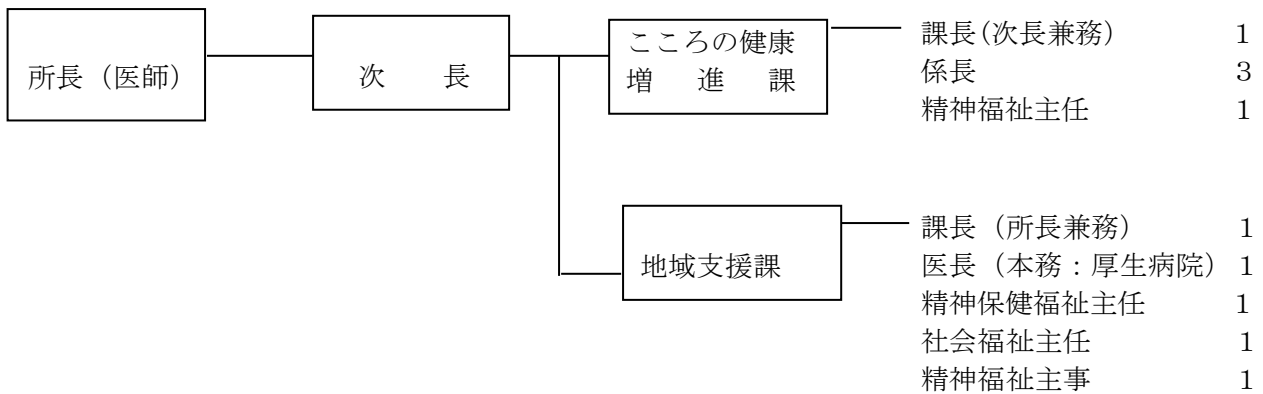 所長（医師）
次　　長
こころの健康
増　進　課
課長(次長兼務)　1
係長　3
精神福祉主任　1
地域支援課
課長（所長兼務）　1
医長（本務：厚生病院）1
精神保健福祉主任　1
社会福祉主任　1
精神福祉主事　1